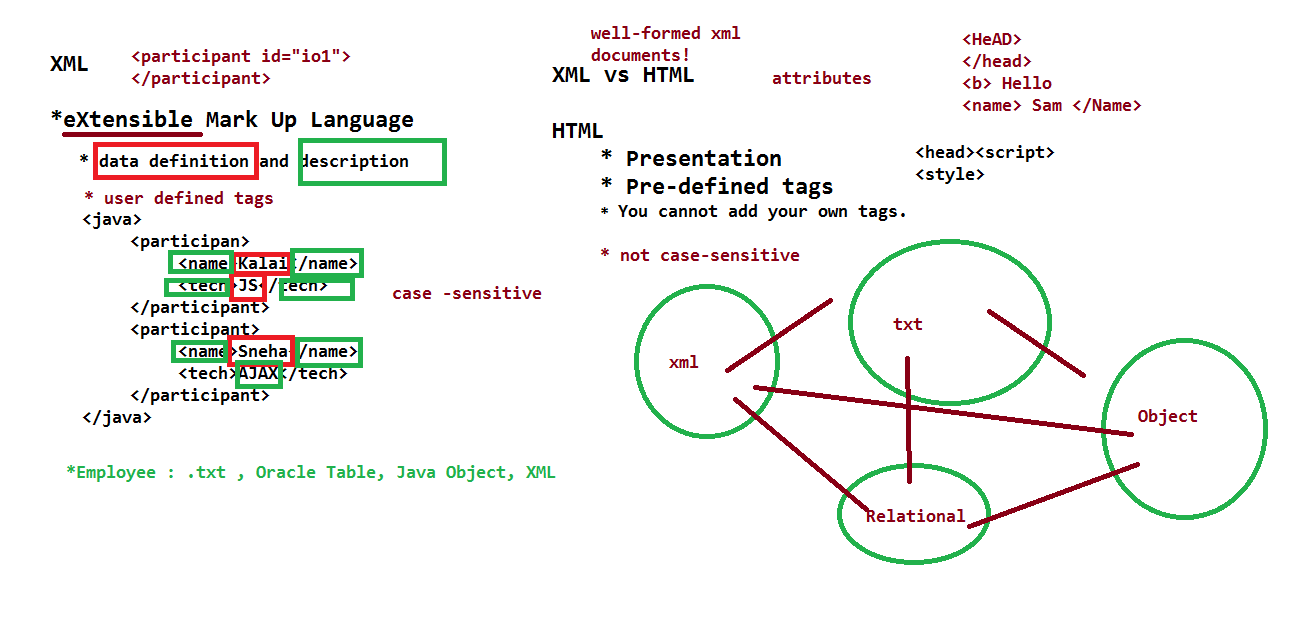 XML
<participant id="io1">
</participant>
*eXtensible Mark Up Language
* data definition and description
* user defined tags
<java>
<participan>
<name>Kalai</name>
<tech>JS</tech>
</participant>
<participant>
<name>Sneha</name>
<tech>AJAX</tech>
</participant>
</java>
case -sensitive
*Employee : .txt , Oracle Table, Java Object, XML
well-formed xml
documents!
XML vs HTML
attributes
<HeAD>
</head>
<b> Hello
<name> Sam </Name>
HTML
* Presentation
* Pre-defined tags
* You cannot add your own tags.
* not case-sensitive
<head><script>
<style>
xml
txt
Object
Relational